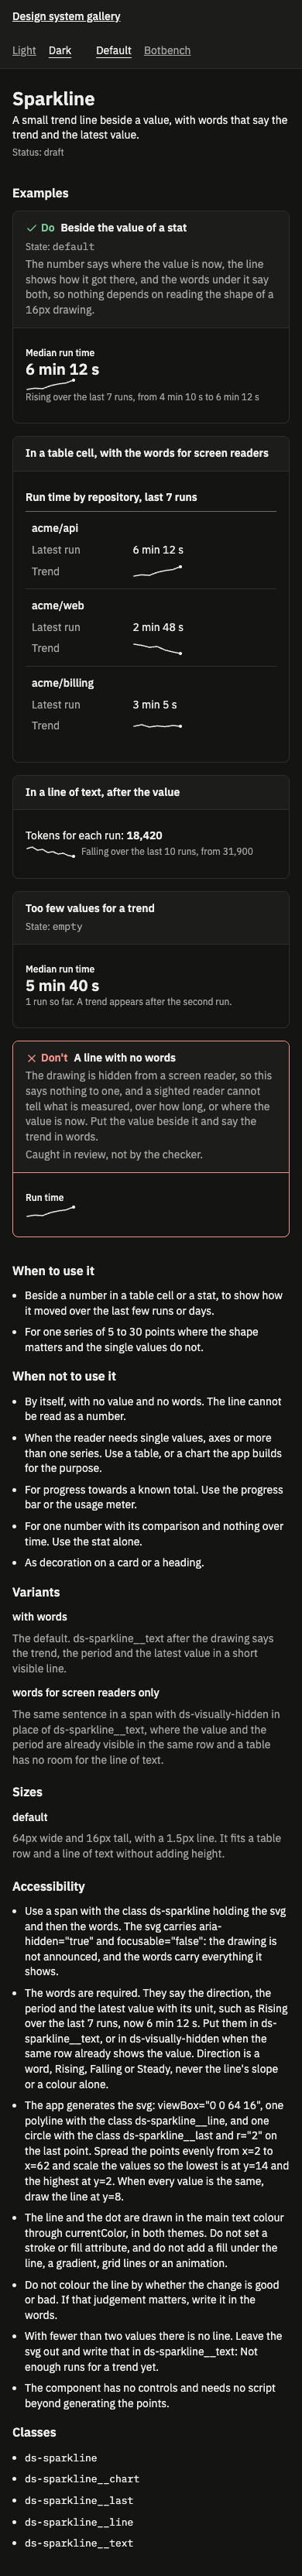 Design system gallery
Light Dark Default Botbench
Sparkline
A small trend line beside a value, with words that say the
trend and the latest value.
Status: draft
Examples
Do Beside the value of a stat
State: default
The number says where the value is now, the line
shows how it got there, and the words under it say
both, so nothing depends on reading the shape of a
16px drawing.
Median run time
6 min 12 s
Rising over the last 7 runs, from 4 min 10 s to 6 min 12 s
In a table cell, with the words for screen readers
Run time by repository, last 7 runs
acme/api
Latest run 6 min 12 s
Trend
acme/web
Latest run 2 min 48 s
Trend
acme/billing
Latest run 3 min 5 s
Trend
In a line of text, after the value
Tokens for each run: 18,420
Falling over the last 10 runs, from 31,900
Too few values for a trend
State: empty
Median run time
5 min 40 s
1 run so far. A trend appears after the second run.
Don't A line with no words
The drawing is hidden from a screen reader, so this
says nothing to one, and a sighted reader cannot
tell what is measured, over how long, or where the
value is now. Put the value beside it and say the
trend in words.
Caught in review, not by the checker.
Run time
When to use it
• Beside a number in a table cell or a stat, to show how
it moved over the last few runs or days.
• For one series of 5 to 30 points where the shape
matters and the single values do not.
When not to use it
• By itself, with no value and no words. The line cannot
be read as a number.
• When the reader needs single values, axes or more
than one series. Use a table, or a chart the app builds
for the purpose.
• For progress towards a known total. Use the progress
bar or the usage meter.
• For one number with its comparison and nothing over
time. Use the stat alone.
• As decoration on a card or a heading.
Variants
with words
The default. ds-sparkline__text after the drawing says
the trend, the period and the latest value in a short
visible line.
words for screen readers only
The same sentence in a span with ds-visually-hidden in
place of ds-sparkline__text, where the value and the
period are already visible in the same row and a table
has no room for the line of text.
Sizes
default
64px wide and 16px tall, with a 1.5px line. It fits a table
row and a line of text without adding height.
Accessibility
• Use a span with the class ds-sparkline holding the svg
and then the words. The svg carries aria-
hidden="true" and focusable="false": the drawing is
not announced, and the words carry everything it
shows.
• The words are required. They say the direction, the
period and the latest value with its unit, such as Rising
over the last 7 runs, now 6 min 12 s. Put them in ds-
sparkline__text, or in ds-visually-hidden when the
same row already shows the value. Direction is a
word, Rising, Falling or Steady, never the line's slope
or a colour alone.
• The app generates the svg: viewBox="0 0 64 16", one
polyline with the class ds-sparkline__line, and one
circle with the class ds-sparkline__last and r="2" on
the last point. Spread the points evenly from x=2 to
x=62 and scale the values so the lowest is at y=14 and
the highest at y=2. When every value is the same,
draw the line at y=8.
• The line and the dot are drawn in the main text colour
through currentColor, in both themes. Do not set a
stroke or fill attribute, and do not add a fill under the
line, a gradient, grid lines or an animation.
• Do not colour the line by whether the change is good
or bad. If that judgement matters, write it in the
words.
• With fewer than two values there is no line. Leave the
svg out and write that in ds-sparkline__text: Not
enough runs for a trend yet.
• The component has no controls and needs no script
beyond generating the points.
Classes
• ds-sparkline
• ds-sparkline__chart
• ds-sparkline__last
• ds-sparkline__line
• ds-sparkline__text